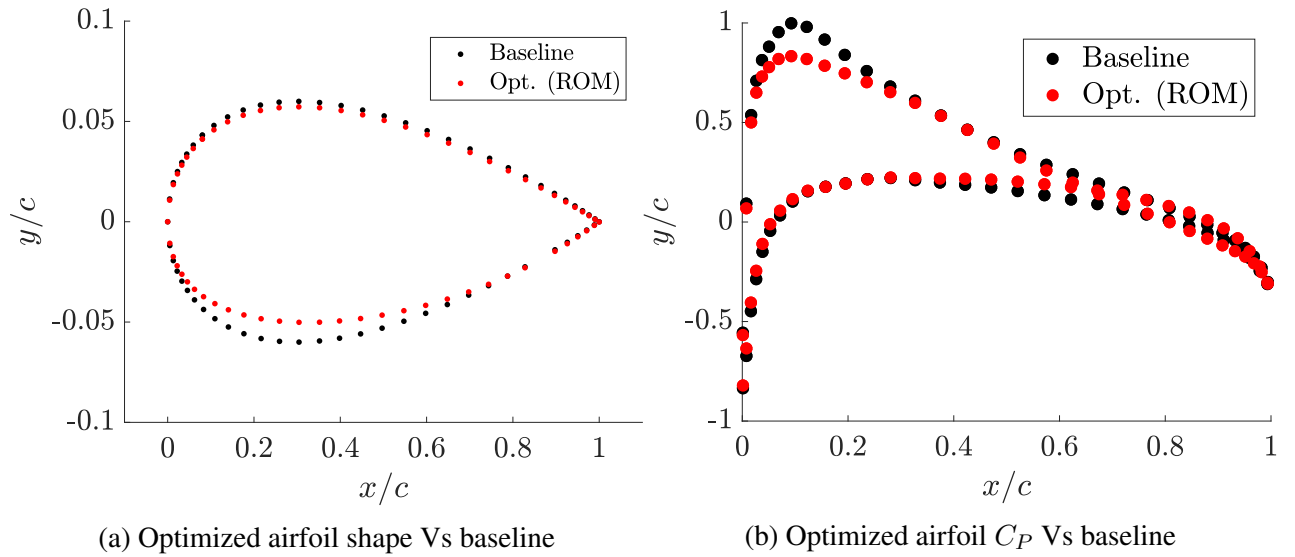 0.1
0.05
0
-0.05
-0.1
y/c
0 0.2 0.4 0.6 0.8 1
x/c
Baseline
Opt. (ROM)
(a) Optimized airfoil shape Vs baseline
1
0.5
0
-0.5
-1
y/c
0 0.2 0.4 0.6 0.8 1
x/c
Baseline
Opt. (ROM)
(b) Optimized airfoil C_P Vs baseline